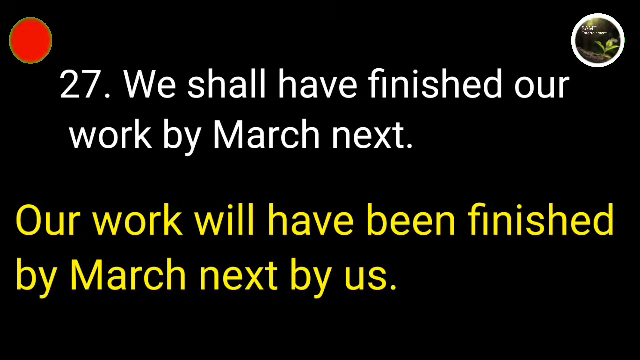 27. We shall have finished our
work by March next.
Our work will have been finished
by March next by us.